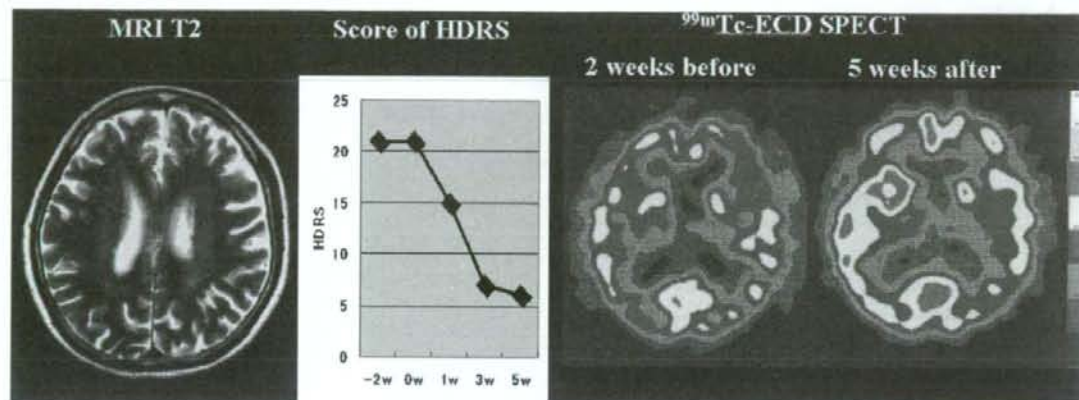 MRI T2
Score of HDRS
99mTc-ECD SPECT
2 weeks before
5 weeks after
25
20
15
10
5
0
HDRS
-2w 0w 1w 3w 5w